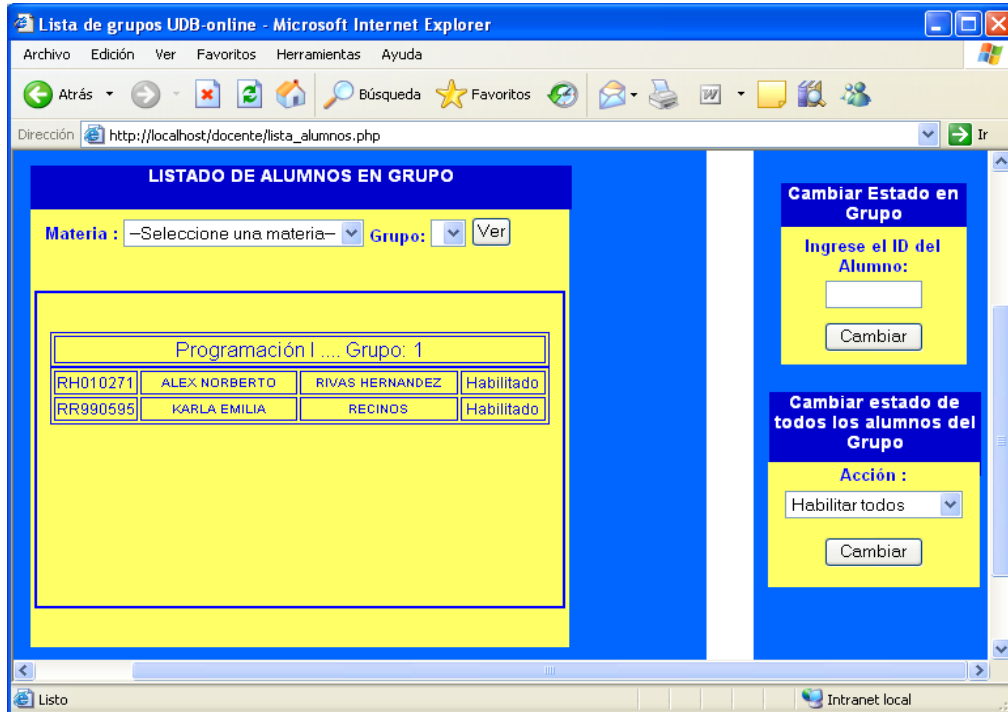 Lista de grupos UDB-online - Microsoft Internet Explorer
Archivo Edición Ver Favoritos Herramientas Ayuda
Atrás Búsqueda Favoritos
Dirección http://localhost/docente/lista_alumnos.php Ir
LISTADO DE ALUMNOS EN GRUPO
Materia : --Seleccione una materia-- Grupo: Ver
Programación I .... Grupo: 1
RH010271 ALEX NORBERTO RIVAS HERNANDEZ Habilitado
RR990595 KARLA EMILIA RECINOS Habilitado
Cambiar Estado en
Grupo
Ingrese el ID del
Alumno:
Cambiar
Cambiar estado de
todos los alumnos del
Grupo
Acción :
Habilitar todos
Cambiar
Listo Intranet local